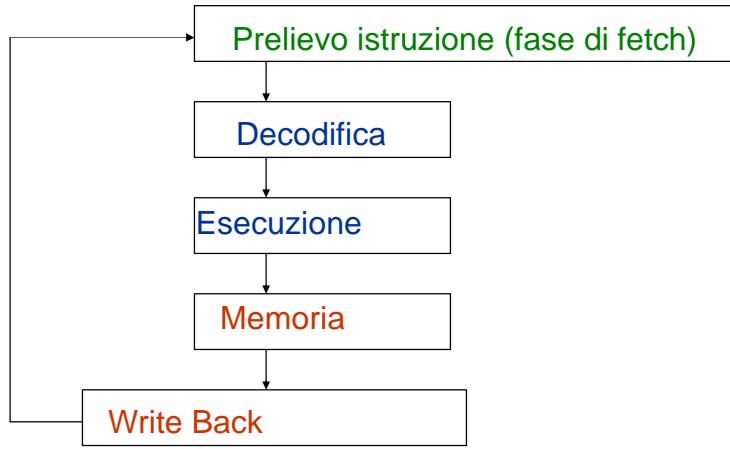 Prelievo istruzione (fase di fetch)
Decodifica
Esecuzione
Memoria
Write Back